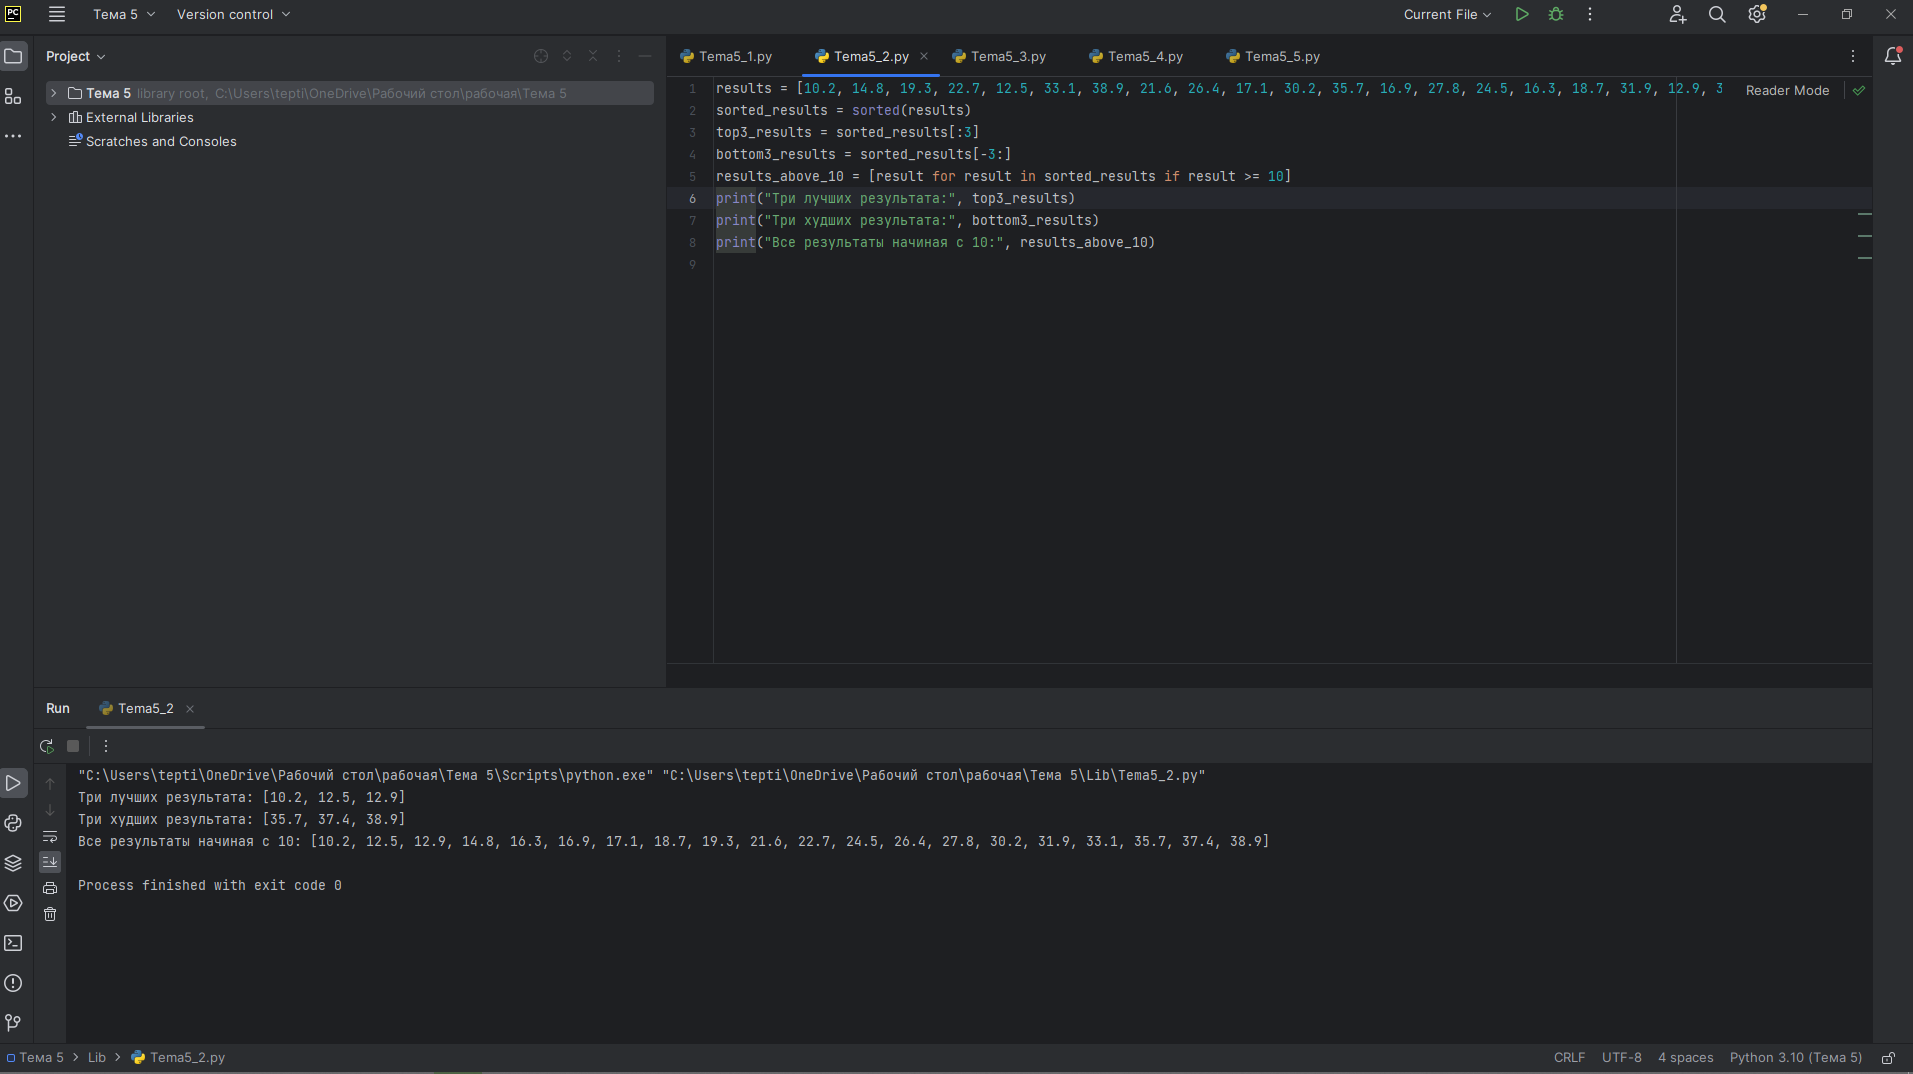 PC Тема 5 Version control Current File
Project
Тема 5 library root, C:\Users\tepti\OneDrive\Рабочий стол\рабочая\Тема 5
External Libraries
Scratches and Consoles
Tema5_1.py Tema5_2.py Tema5_3.py Tema5_4.py Tema5_5.py
1 results = [10.2, 14.8, 19.3, 22.7, 12.5, 33.1, 38.9, 21.6, 26.4, 17.1, 30.2, 35.7, 16.9, 27.8, 24.5, 16.3, 18.7, 31.9, 12.9, 3 Reader Mode
2 sorted_results = sorted(results)
3 top3_results = sorted_results[:3]
4 bottom3_results = sorted_results[-3:]
5 results_above_10 = [result for result in sorted_results if result >= 10]
6 print("Три лучших результата:", top3_results)
7 print("Три худших результата:", bottom3_results)
8 print("Все результаты начиная с 10:", results_above_10)
9
Run Tema5_2
"C:\Users\tepti\OneDrive\Рабочий стол\рабочая\Тема 5\Scripts\python.exe" "C:\Users\tepti\OneDrive\Рабочий стол\рабочая\Тема 5\Lib\Tema5_2.py"
Три лучших результата: [10.2, 12.5, 12.9]
Три худших результата: [35.7, 37.4, 38.9]
Все результаты начиная с 10: [10.2, 12.5, 12.9, 14.8, 16.3, 16.9, 17.1, 18.7, 19.3, 21.6, 22.7, 24.5, 26.4, 27.8, 30.2, 31.9, 33.1, 35.7, 37.4, 38.9]
Process finished with exit code 0
Тема 5 > Lib > Tema5_2.py CRLF UTF-8 4 spaces Python 3.10 (Тема 5)